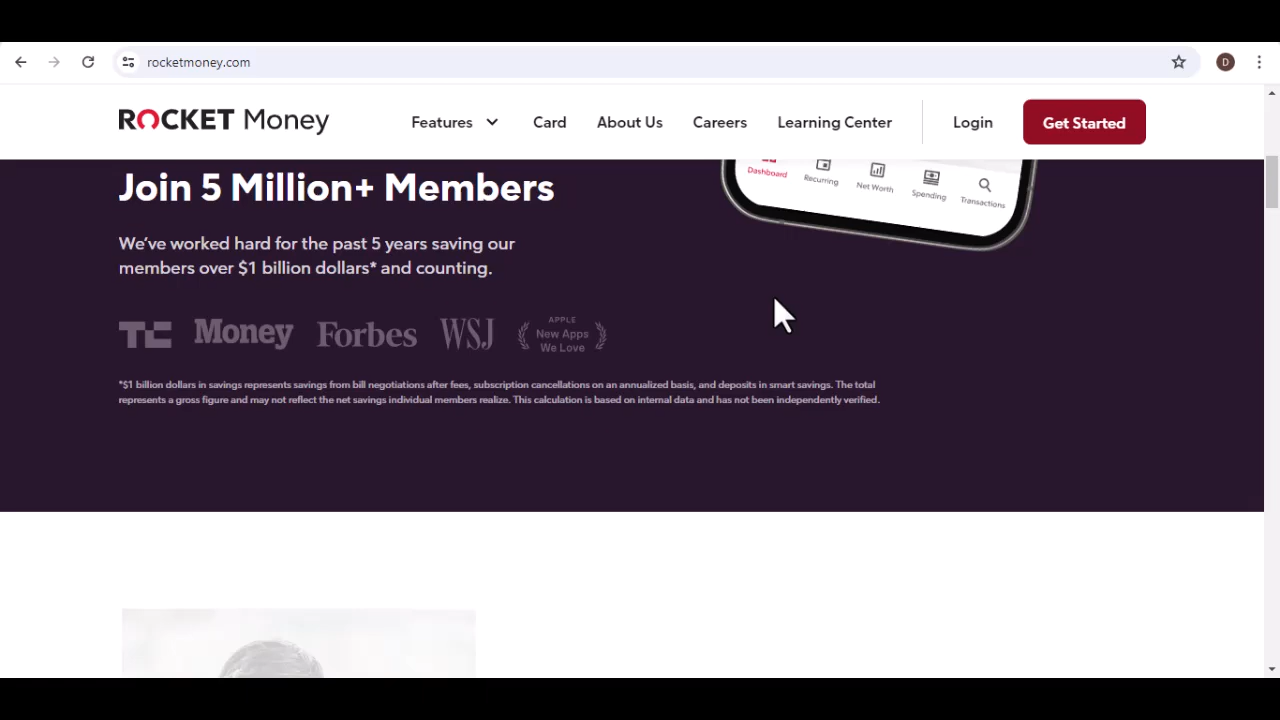 rocketmoney.com
D
ROCKET Money
Features
Card
About Us
Careers
Learning Center
Login
Get Started
Dashboard
Recurring
Net Worth
Spending
Transactions
Join 5 Million+ Members
We've worked hard for the past 5 years saving our
members over $1 billion dollars* and counting.
TC
Money
Forbes
WSJ
APPLE
New Apps
We Love
*$1 billion dollars in savings represents savings from bill negotiations after fees, subscription cancellations on an annualized basis, and deposits in smart savings. The total
represents a gross figure and may not reflect the net savings individual members realize. This calculation is based on internal data and has not been independently verified.